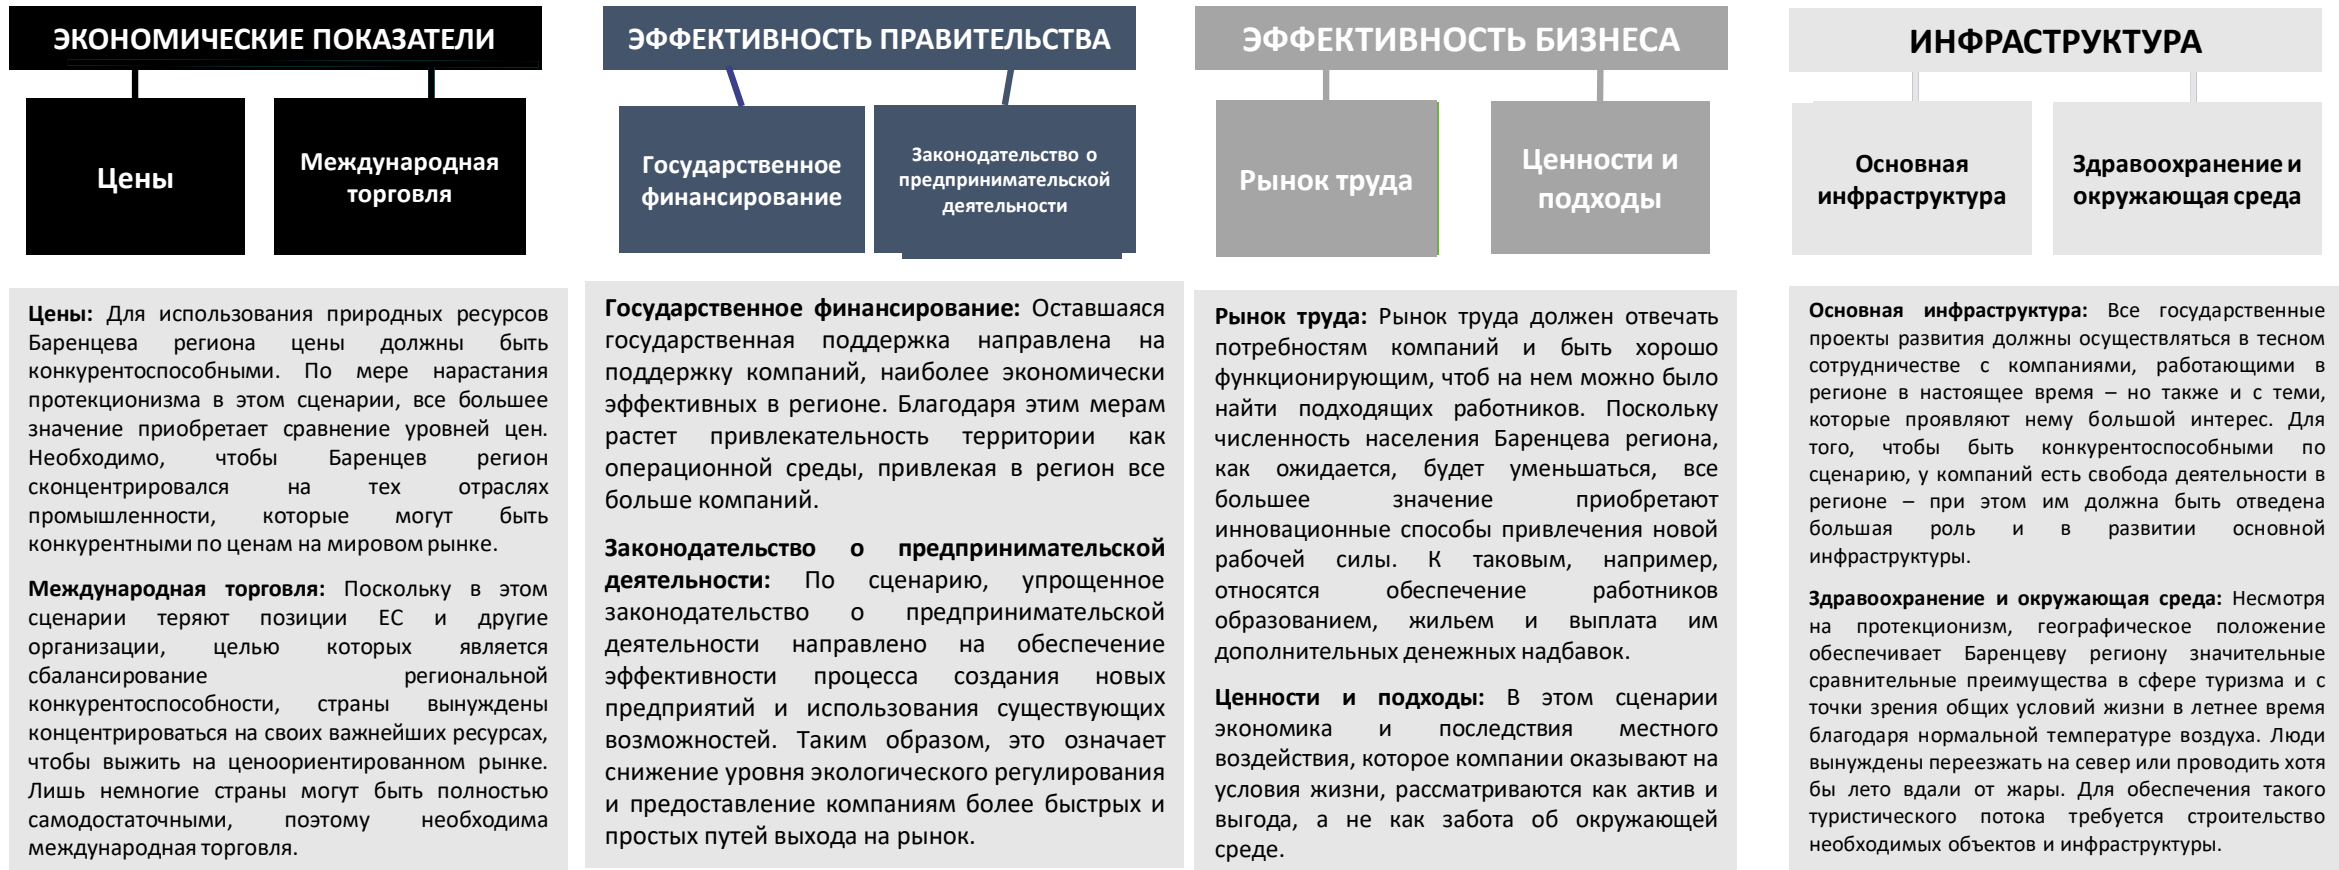 ЭКОНОМИЧЕСКИЕ ПОКАЗАТЕЛИ
Цены
Международная
торговля
Цены: Для использования природных ресурсов
Баренцева региона цены должны быть
конкурентоспособными. По мере нарастания
протекционизма в этом сценарии, все большее
значение приобретает сравнение уровней цен.
Необходимо, чтобы Баренцев регион
сконцентрировался на тех отраслях
промышленности, которые могут быть
конкурентными по ценам на мировом рынке.
Международная торговля: Поскольку в этом
сценарии теряют позиции ЕС и другие
организации, целью которых является
сбалансирование региональной
конкурентоспособности, страны вынуждены
концентрироваться на своих важнейших ресурсах,
чтобы выжить на ценоориентированном рынке.
Лишь немногие страны могут быть полностью
самодостаточными, поэтому необходима
международная торговля.
ЭФФЕКТИВНОСТЬ ПРАВИТЕЛЬСТВА
Государственное
финансирование
Законодательство о
предпринимательской
деятельности
Государственное финансирование: Оставшаяся
государственная поддержка направлена на
поддержку компаний, наиболее экономически
эффективных в регионе. Благодаря этим мерам
растет привлекательность территории как
операционной среды, привлекая в регион все
больше компаний.
Законодательство о предпринимательской
деятельности: По сценарию, упрощенное
законодательство о предпринимательской
деятельности направлено на обеспечение
эффективности процесса создания новых
предприятий и использования существующих
возможностей. Таким образом, это означает
снижение уровня экологического регулирования
и предоставление компаниям более быстрых и
простых путей выхода на рынок.
ЭФФЕКТИВНОСТЬ БИЗНЕСА
Рынок труда
Ценности и
подходы
Рынок труда: Рынок труда должен отвечать
потребностям компаний и быть хорошо
функционирующим, чтоб на нем можно было
найти подходящих работников. Поскольку
численность населения Баренцева региона,
как ожидается, будет уменьшаться, все
большее значение приобретают
инновационные способы привлечения новой
рабочей силы. К таковым, например,
относятся обеспечение работников
образованием, жильем и выплата им
дополнительных денежных надбавок.
Ценности и подходы: В этом сценарии
экономика и последствия местного
воздействия, которое компании оказывают на
условия жизни, рассматриваются как актив и
выгода, а не как забота об окружающей
среде.
ИНФРАСТРУКТУРА
Основная
инфраструктура
Здравоохранение и
окружающая среда
Основная инфраструктура: Все государственные
проекты развития должны осуществляться в тесном
сотрудничестве с компаниями, работающими в
регионе в настоящее время – но также и с теми,
которые проявляют нему большой интерес. Для
того, чтобы быть конкурентоспособными по
сценарию, у компаний есть свобода деятельности в
регионе – при этом им должна быть отведена
большая роль и в развитии основной
инфраструктуры.
Здравоохранение и окружающая среда: Несмотря
на протекционизм, географическое положение
обеспечивает Баренцеву региону значительные
сравнительные преимущества в сфере туризма и с
точки зрения общих условий жизни в летнее время
благодаря нормальной температуре воздуха. Люди
вынуждены переезжать на север или проводить хотя
бы лето вдали от жары. Для обеспечения такого
туристического потока требуется строительство
необходимых объектов и инфраструктуры.